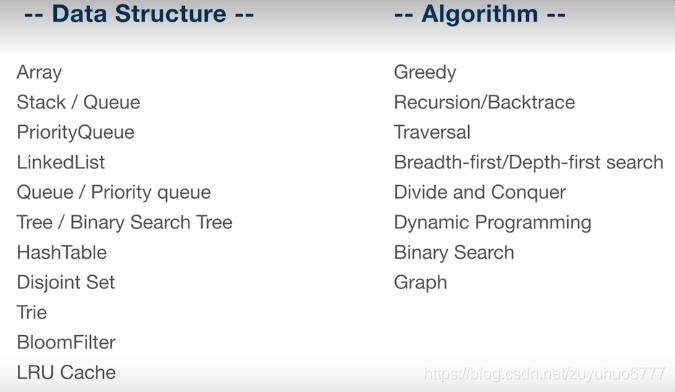 -- Data Structure --
Array
Stack / Queue
PriorityQueue
LinkedList
Queue / Priority queue
Tree / Binary Search Tree
HashTable
Disjoint Set
Trie
BloomFilter
LRU Cache
-- Algorithm --
Greedy
Recursion/Backtrace
Traversal
Breadth-first/Depth-first search
Divide and Conquer
Dynamic Programming
Binary Search
Graph
https://blog.csdn.net/zuyuhuo6777